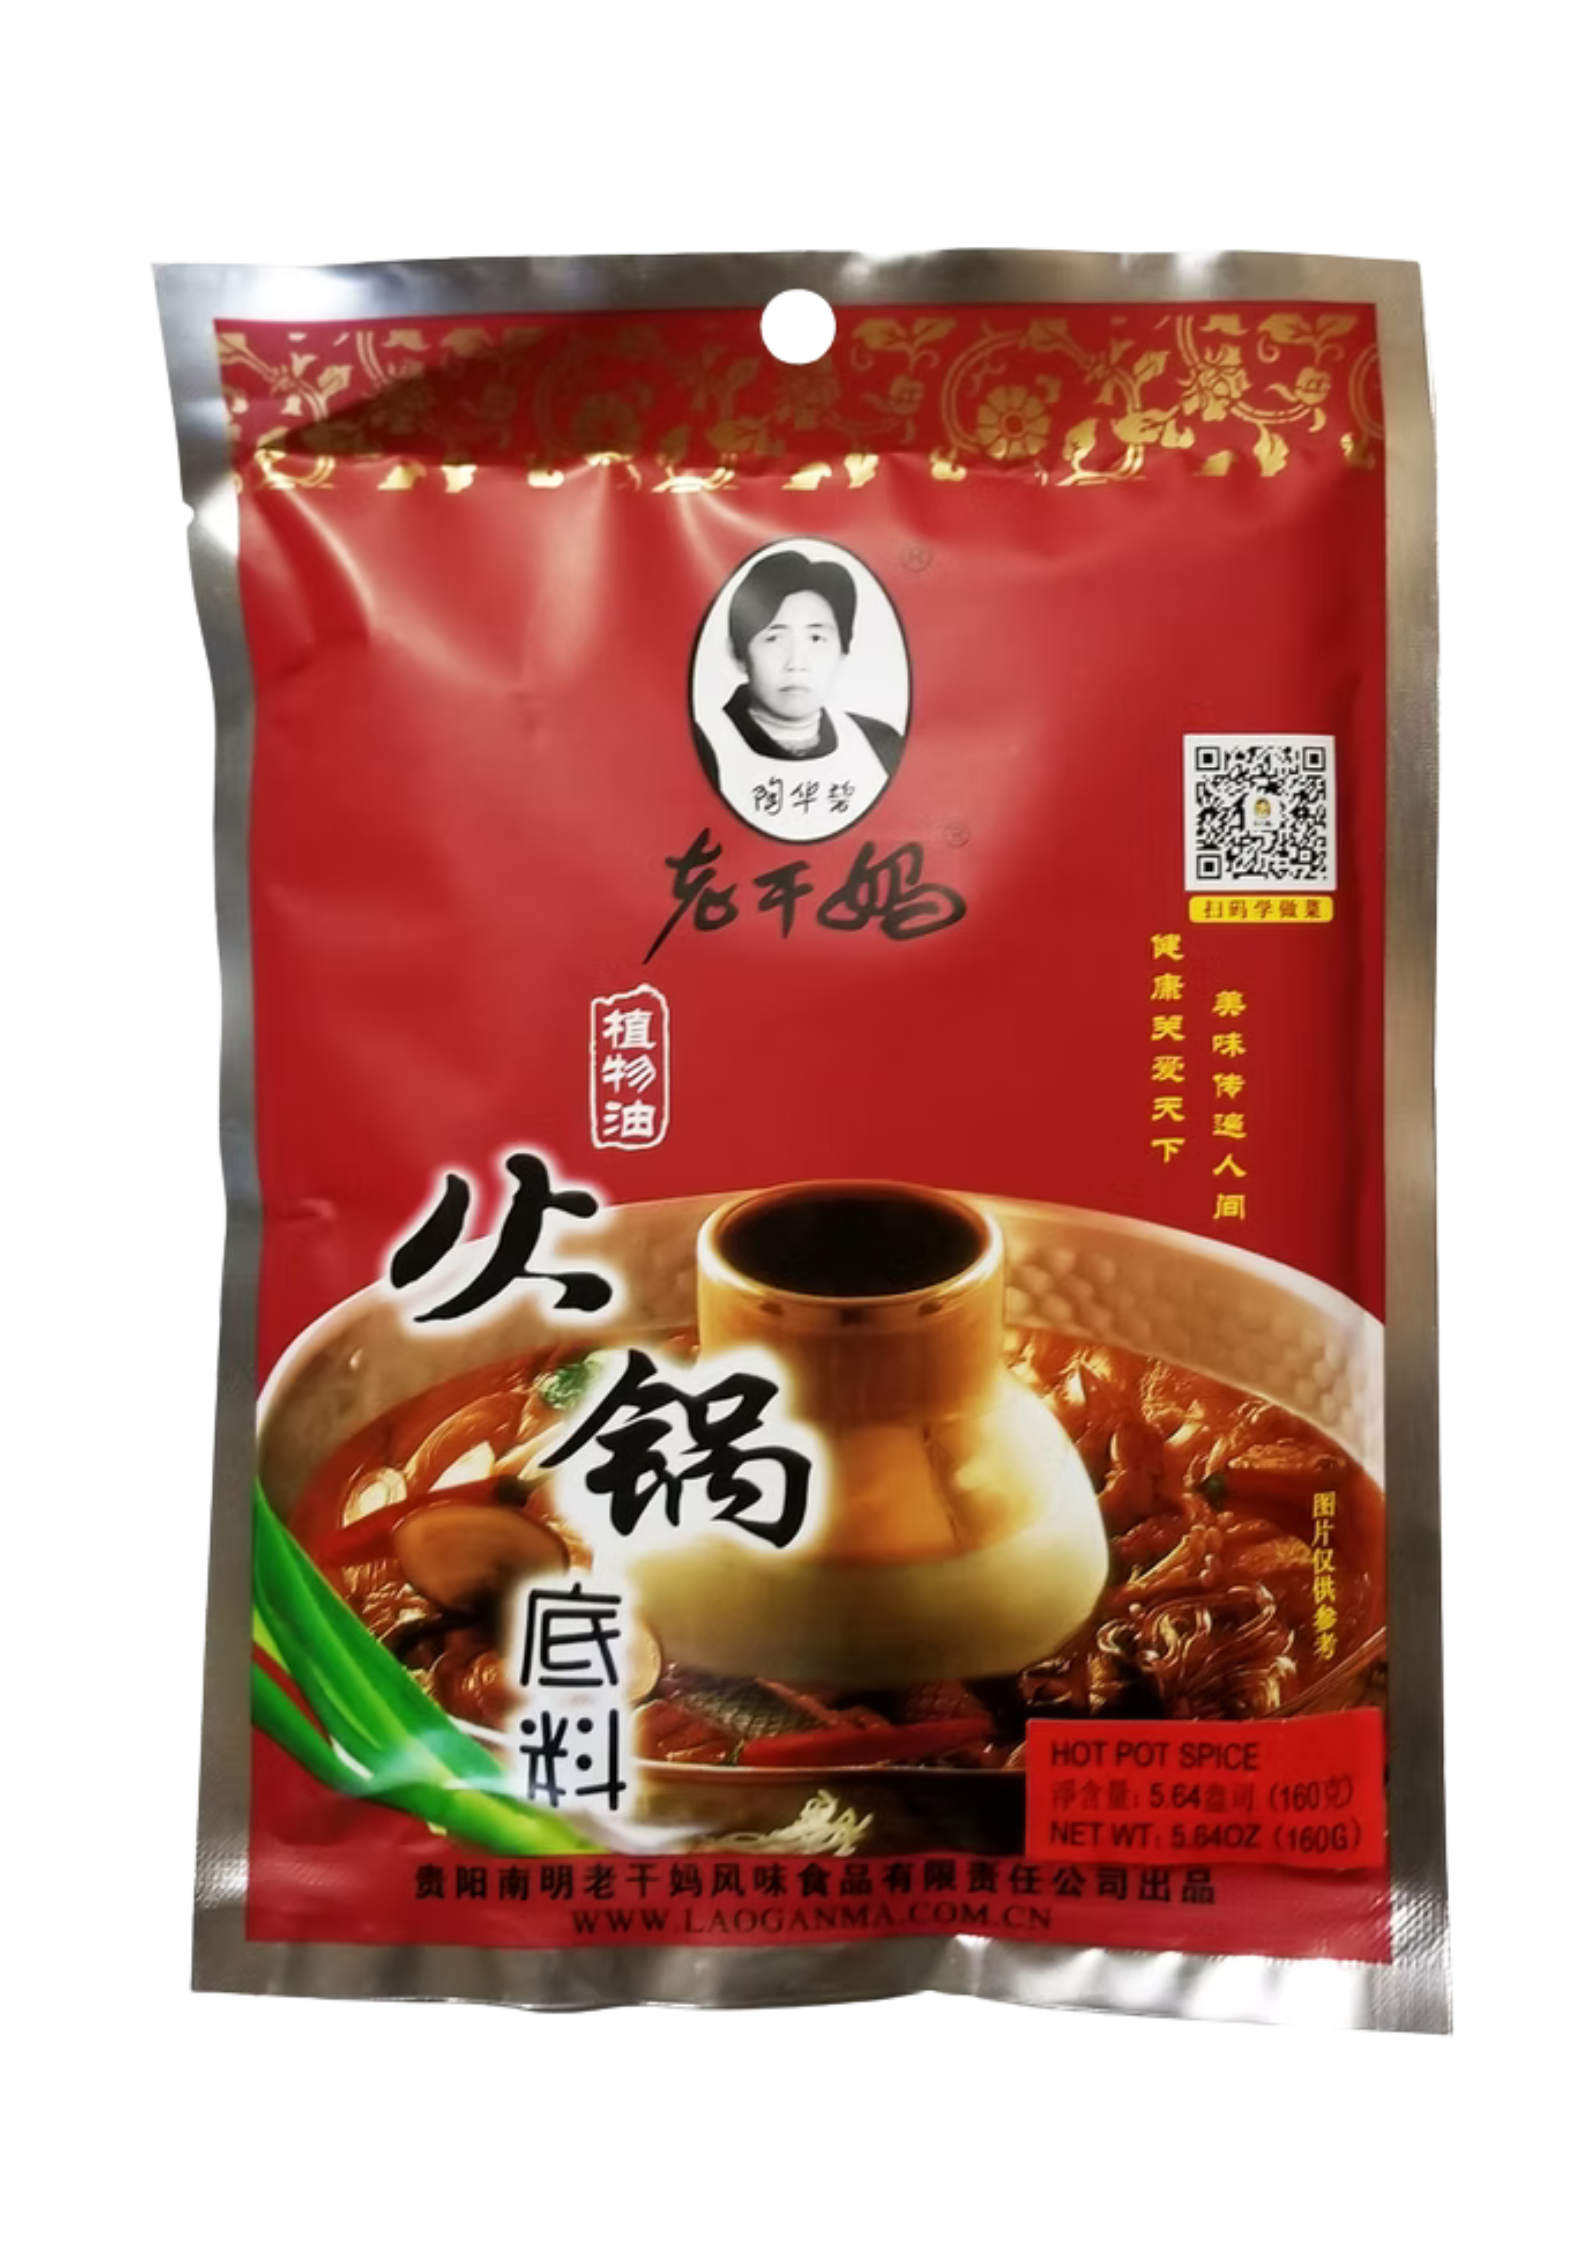 陶华碧
老干妈
扫码学做菜
健康关爱天下
美味传遍人间
植物油
火锅
底料
图片仅供参考
HOT POT SPICE
淨含量：5.64盎司（160克）
NET WT：5.64OZ（160G）
贵阳南明老干妈风味食品有限责任公司出品
WWW.LAOGANMA.COM.CN